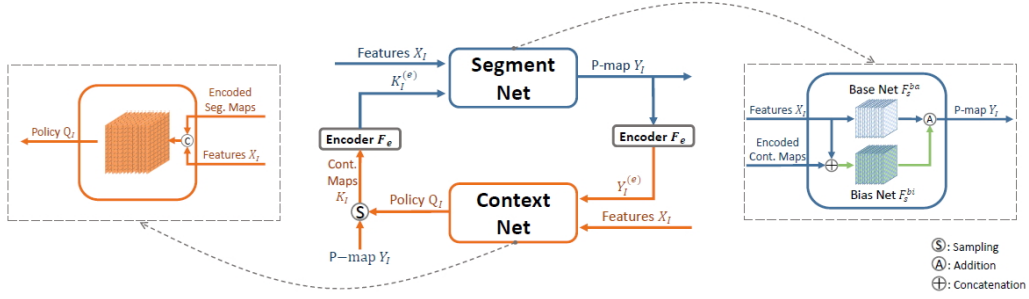 Encoded
Seg. Maps
Policy Q_I
C
Features X_I
Features X_I
K_I^(e)
Segment
Net
P-map Y_I
Encoder F_e
Encoder F_e
Cont.
Maps
K_I
Y_I^(e)
Policy Q_I
Context
Net
Features X_I
S
P−map Y_I
Base Net F_s^ba
Features X_I
P-map Y_I
A
Encoded
Cont. Maps
Bias Net F_s^bi
S: Sampling
A: Addition
⊕: Concatenation